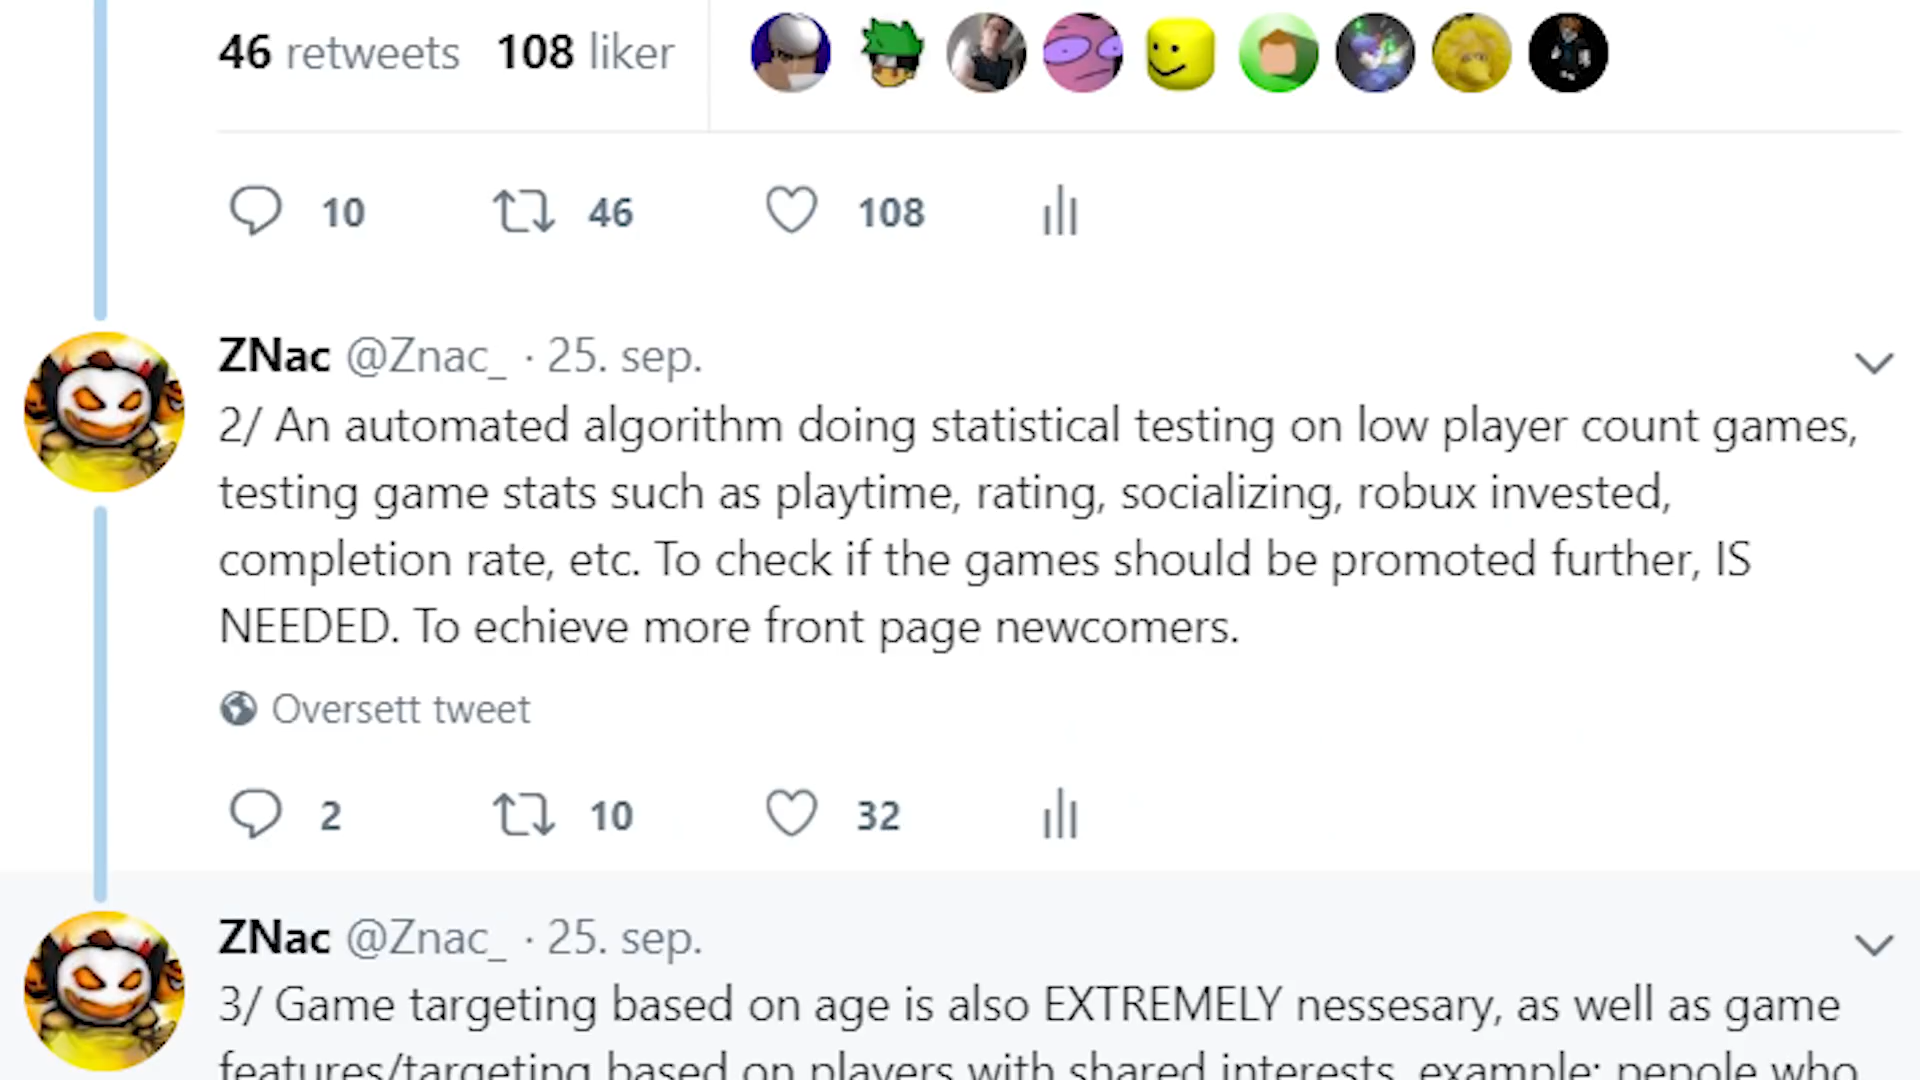 46 retweets 108 liker
10 46 108
ZNac @Znac_ · 25. sep.
2/ An automated algorithm doing statistical testing on low player count games,
testing game stats such as playtime, rating, socializing, robux invested,
completion rate, etc. To check if the games should be promoted further, IS
NEEDED. To echieve more front page newcomers.
Oversett tweet
2 10 32
ZNac @Znac_ · 25. sep.
3/ Game targeting based on age is also EXTREMELY nessesary, as well as game
features/targeting based on players with shared interests, example: pepole who